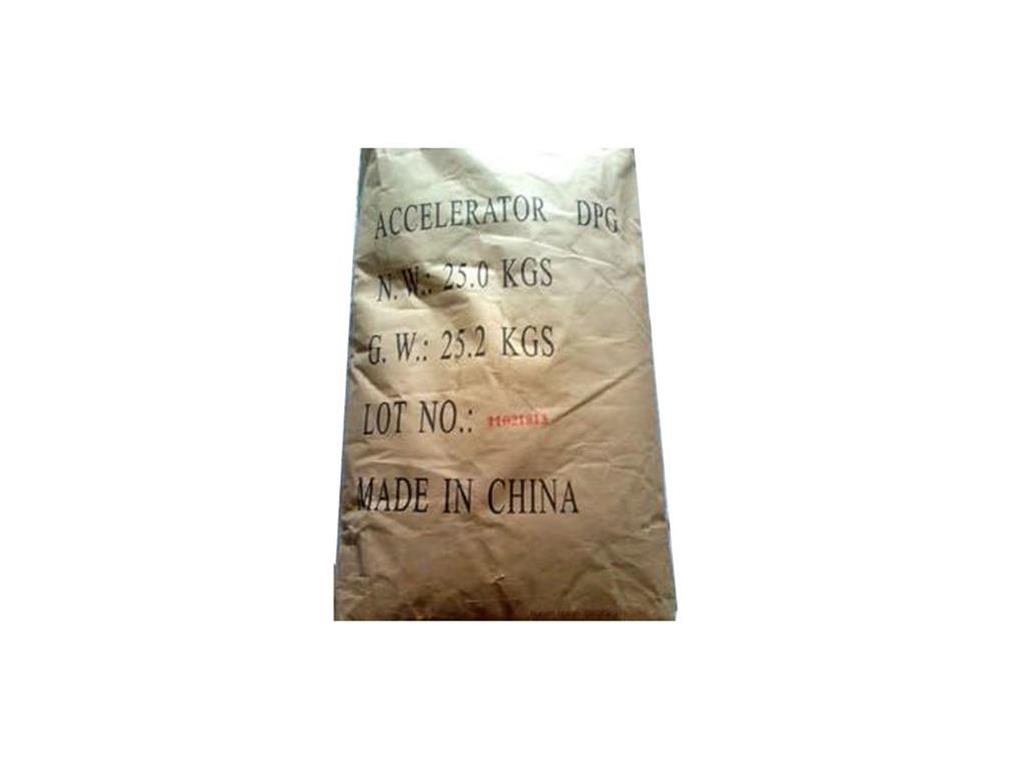 ACCELERATOR DPG
N.W.: 25.0 KGS
G.W.: 25.2 KGS
LOT NO.:
MADE IN CHINA